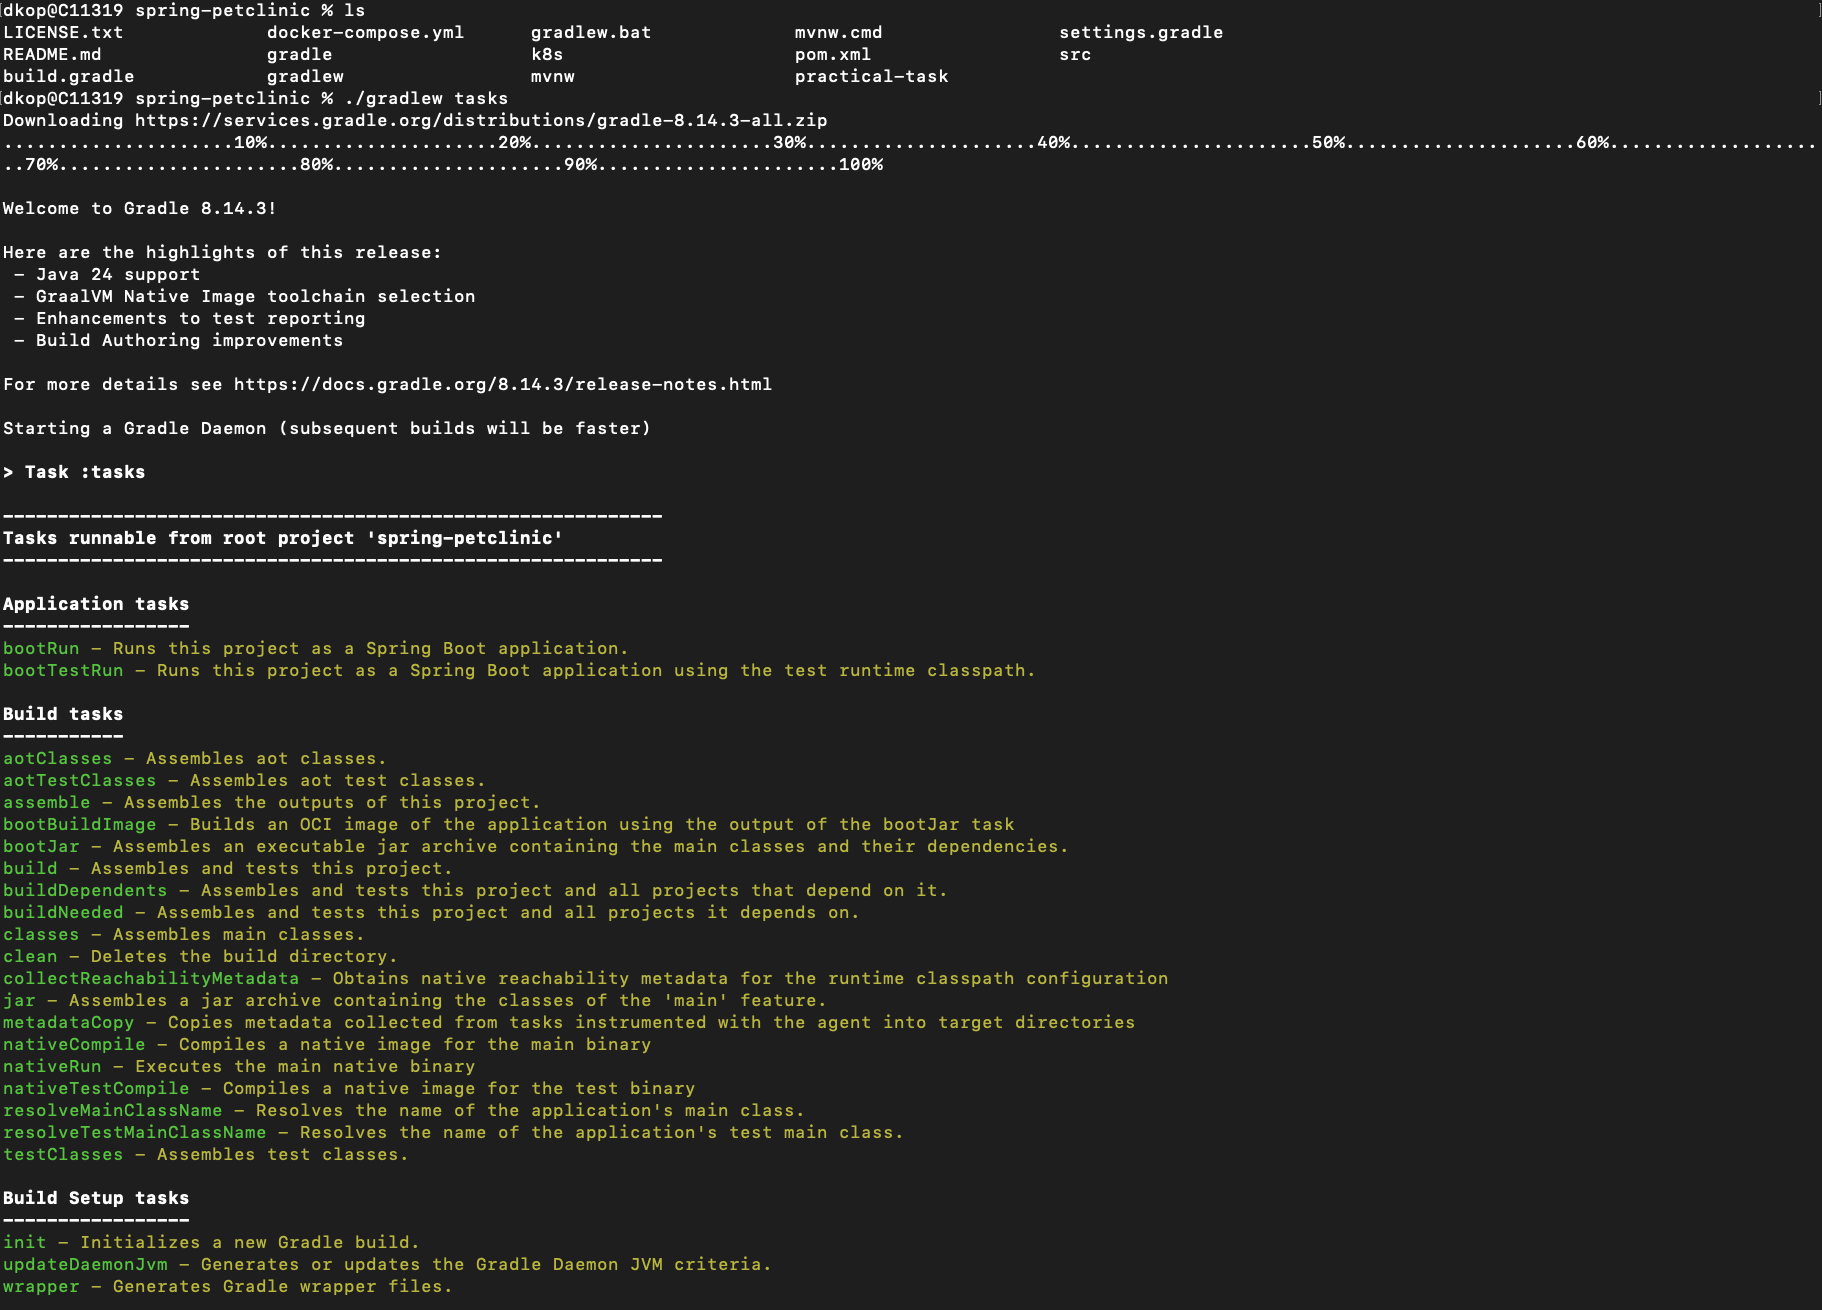 [dkop@C11319 spring-petclinic % ls ]
LICENSE.txt docker-compose.yml gradlew.bat mvnw.cmd settings.gradle
README.md gradle k8s pom.xml src
build.gradle gradlew mvnw practical-task
[dkop@C11319 spring-petclinic % ./gradlew tasks ]
Downloading https://services.gradle.org/distributions/gradle-8.14.3-all.zip
.....................10%.....................20%......................30%.....................40%......................50%.....................60%...................
..70%......................80%.....................90%......................100%
Welcome to Gradle 8.14.3!
Here are the highlights of this release:
 - Java 24 support
 - GraalVM Native Image toolchain selection
 - Enhancements to test reporting
 - Build Authoring improvements
For more details see https://docs.gradle.org/8.14.3/release-notes.html
Starting a Gradle Daemon (subsequent builds will be faster)
> Task :tasks
------------------------------------------------------------
Tasks runnable from root project 'spring-petclinic'
------------------------------------------------------------
Application tasks
-----------------
bootRun - Runs this project as a Spring Boot application.
bootTestRun - Runs this project as a Spring Boot application using the test runtime classpath.
Build tasks
-----------
aotClasses - Assembles aot classes.
aotTestClasses - Assembles aot test classes.
assemble - Assembles the outputs of this project.
bootBuildImage - Builds an OCI image of the application using the output of the bootJar task
bootJar - Assembles an executable jar archive containing the main classes and their dependencies.
build - Assembles and tests this project.
buildDependents - Assembles and tests this project and all projects that depend on it.
buildNeeded - Assembles and tests this project and all projects it depends on.
classes - Assembles main classes.
clean - Deletes the build directory.
collectReachabilityMetadata - Obtains native reachability metadata for the runtime classpath configuration
jar - Assembles a jar archive containing the classes of the 'main' feature.
metadataCopy - Copies metadata collected from tasks instrumented with the agent into target directories
nativeCompile - Compiles a native image for the main binary
nativeRun - Executes the main native binary
nativeTestCompile - Compiles a native image for the test binary
resolveMainClassName - Resolves the name of the application's main class.
resolveTestMainClassName - Resolves the name of the application's test main class.
testClasses - Assembles test classes.
Build Setup tasks
-----------------
init - Initializes a new Gradle build.
updateDaemonJvm - Generates or updates the Gradle Daemon JVM criteria.
wrapper - Generates Gradle wrapper files.